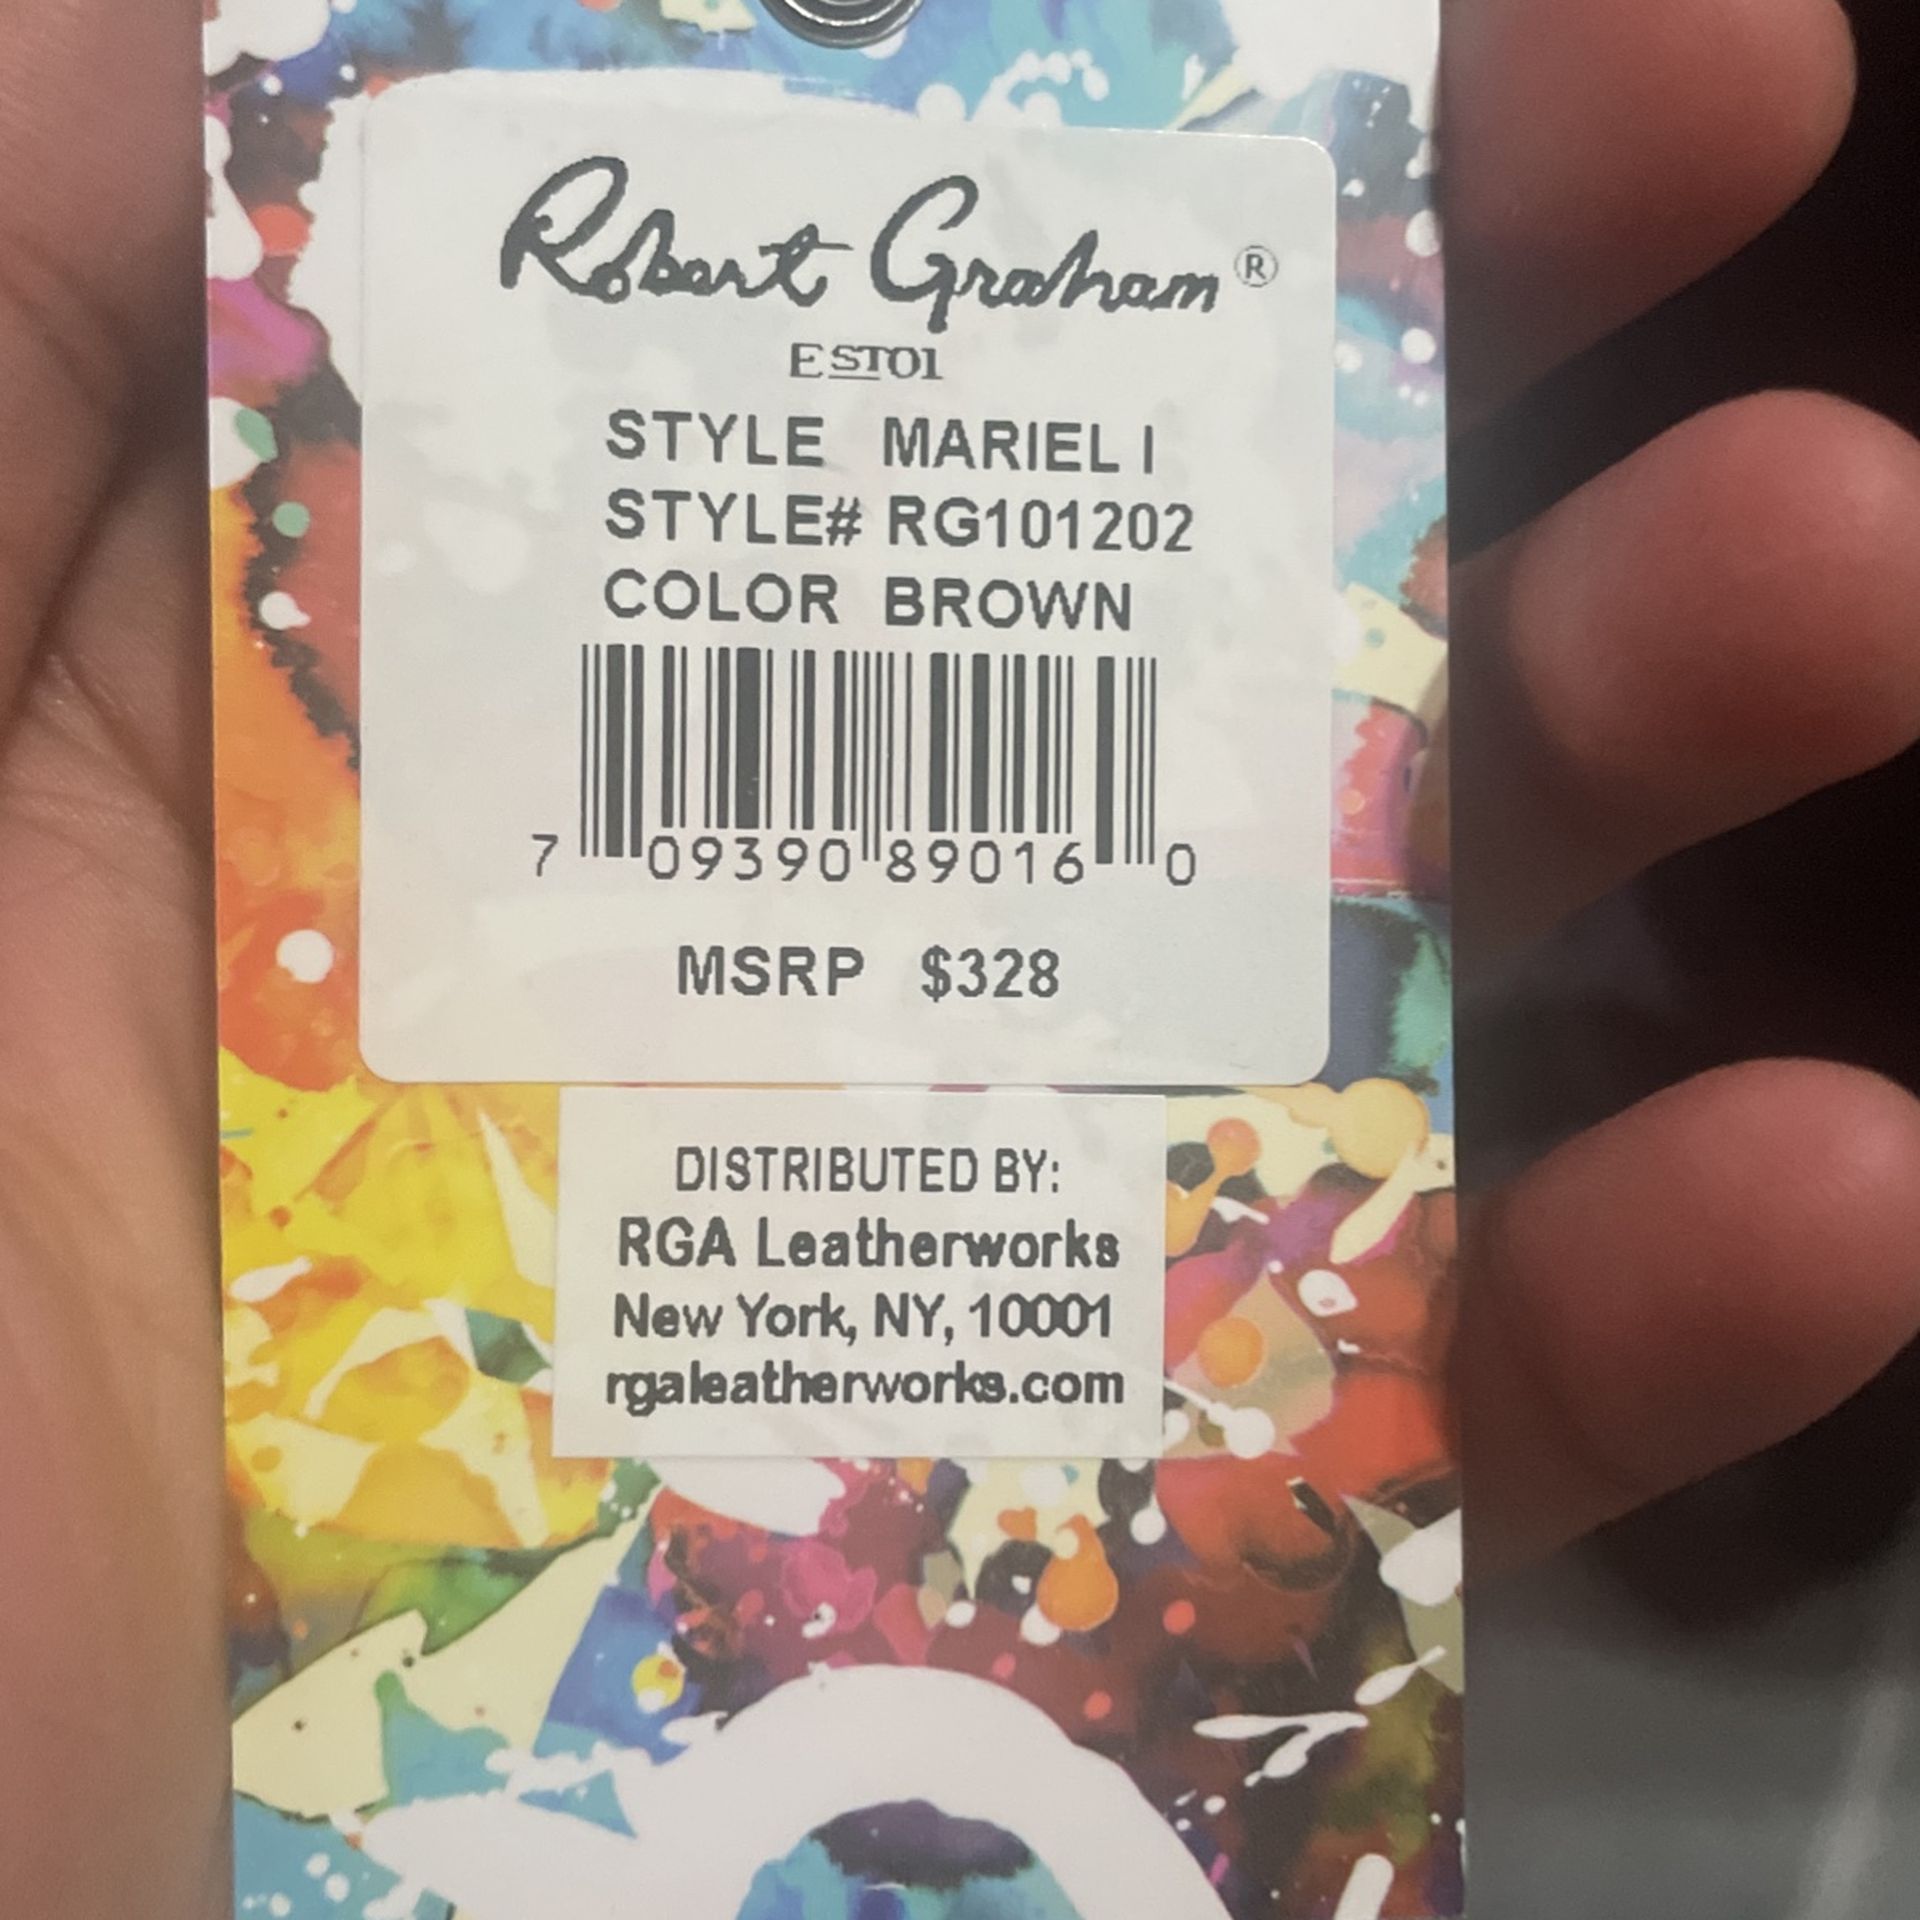 Robert Graham®
EST01
STYLE MARIEL I
STYLE# RG101202
COLOR BROWN
7 09390 89016 0
MSRP $328
DISTRIBUTED BY:
RGA Leatherworks
New York, NY, 10001
rgaleatherworks.com